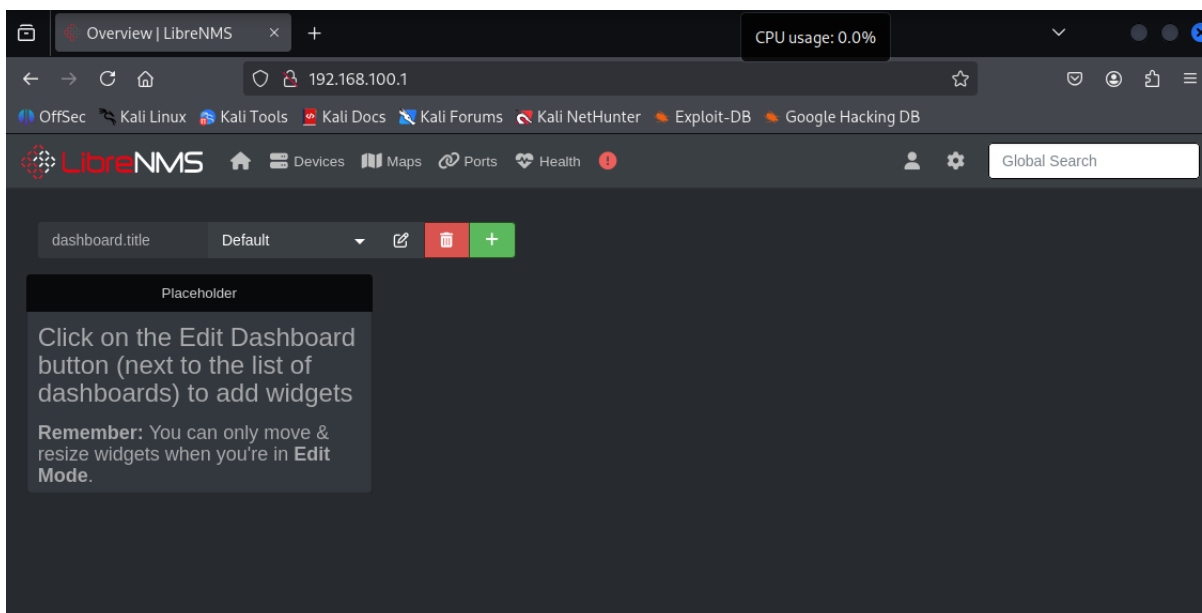 Overview | LibreNMS
CPU usage: 0.0%
192.168.100.1
OffSec Kali Linux Kali Tools Kali Docs Kali Forums Kali NetHunter Exploit-DB Google Hacking DB
LibreNMS Devices Maps Ports Health Global Search
dashboard.title Default
Placeholder
Click on the Edit Dashboard
button (next to the list of
dashboards) to add widgets
Remember: You can only move &
resize widgets when you're in Edit
Mode.